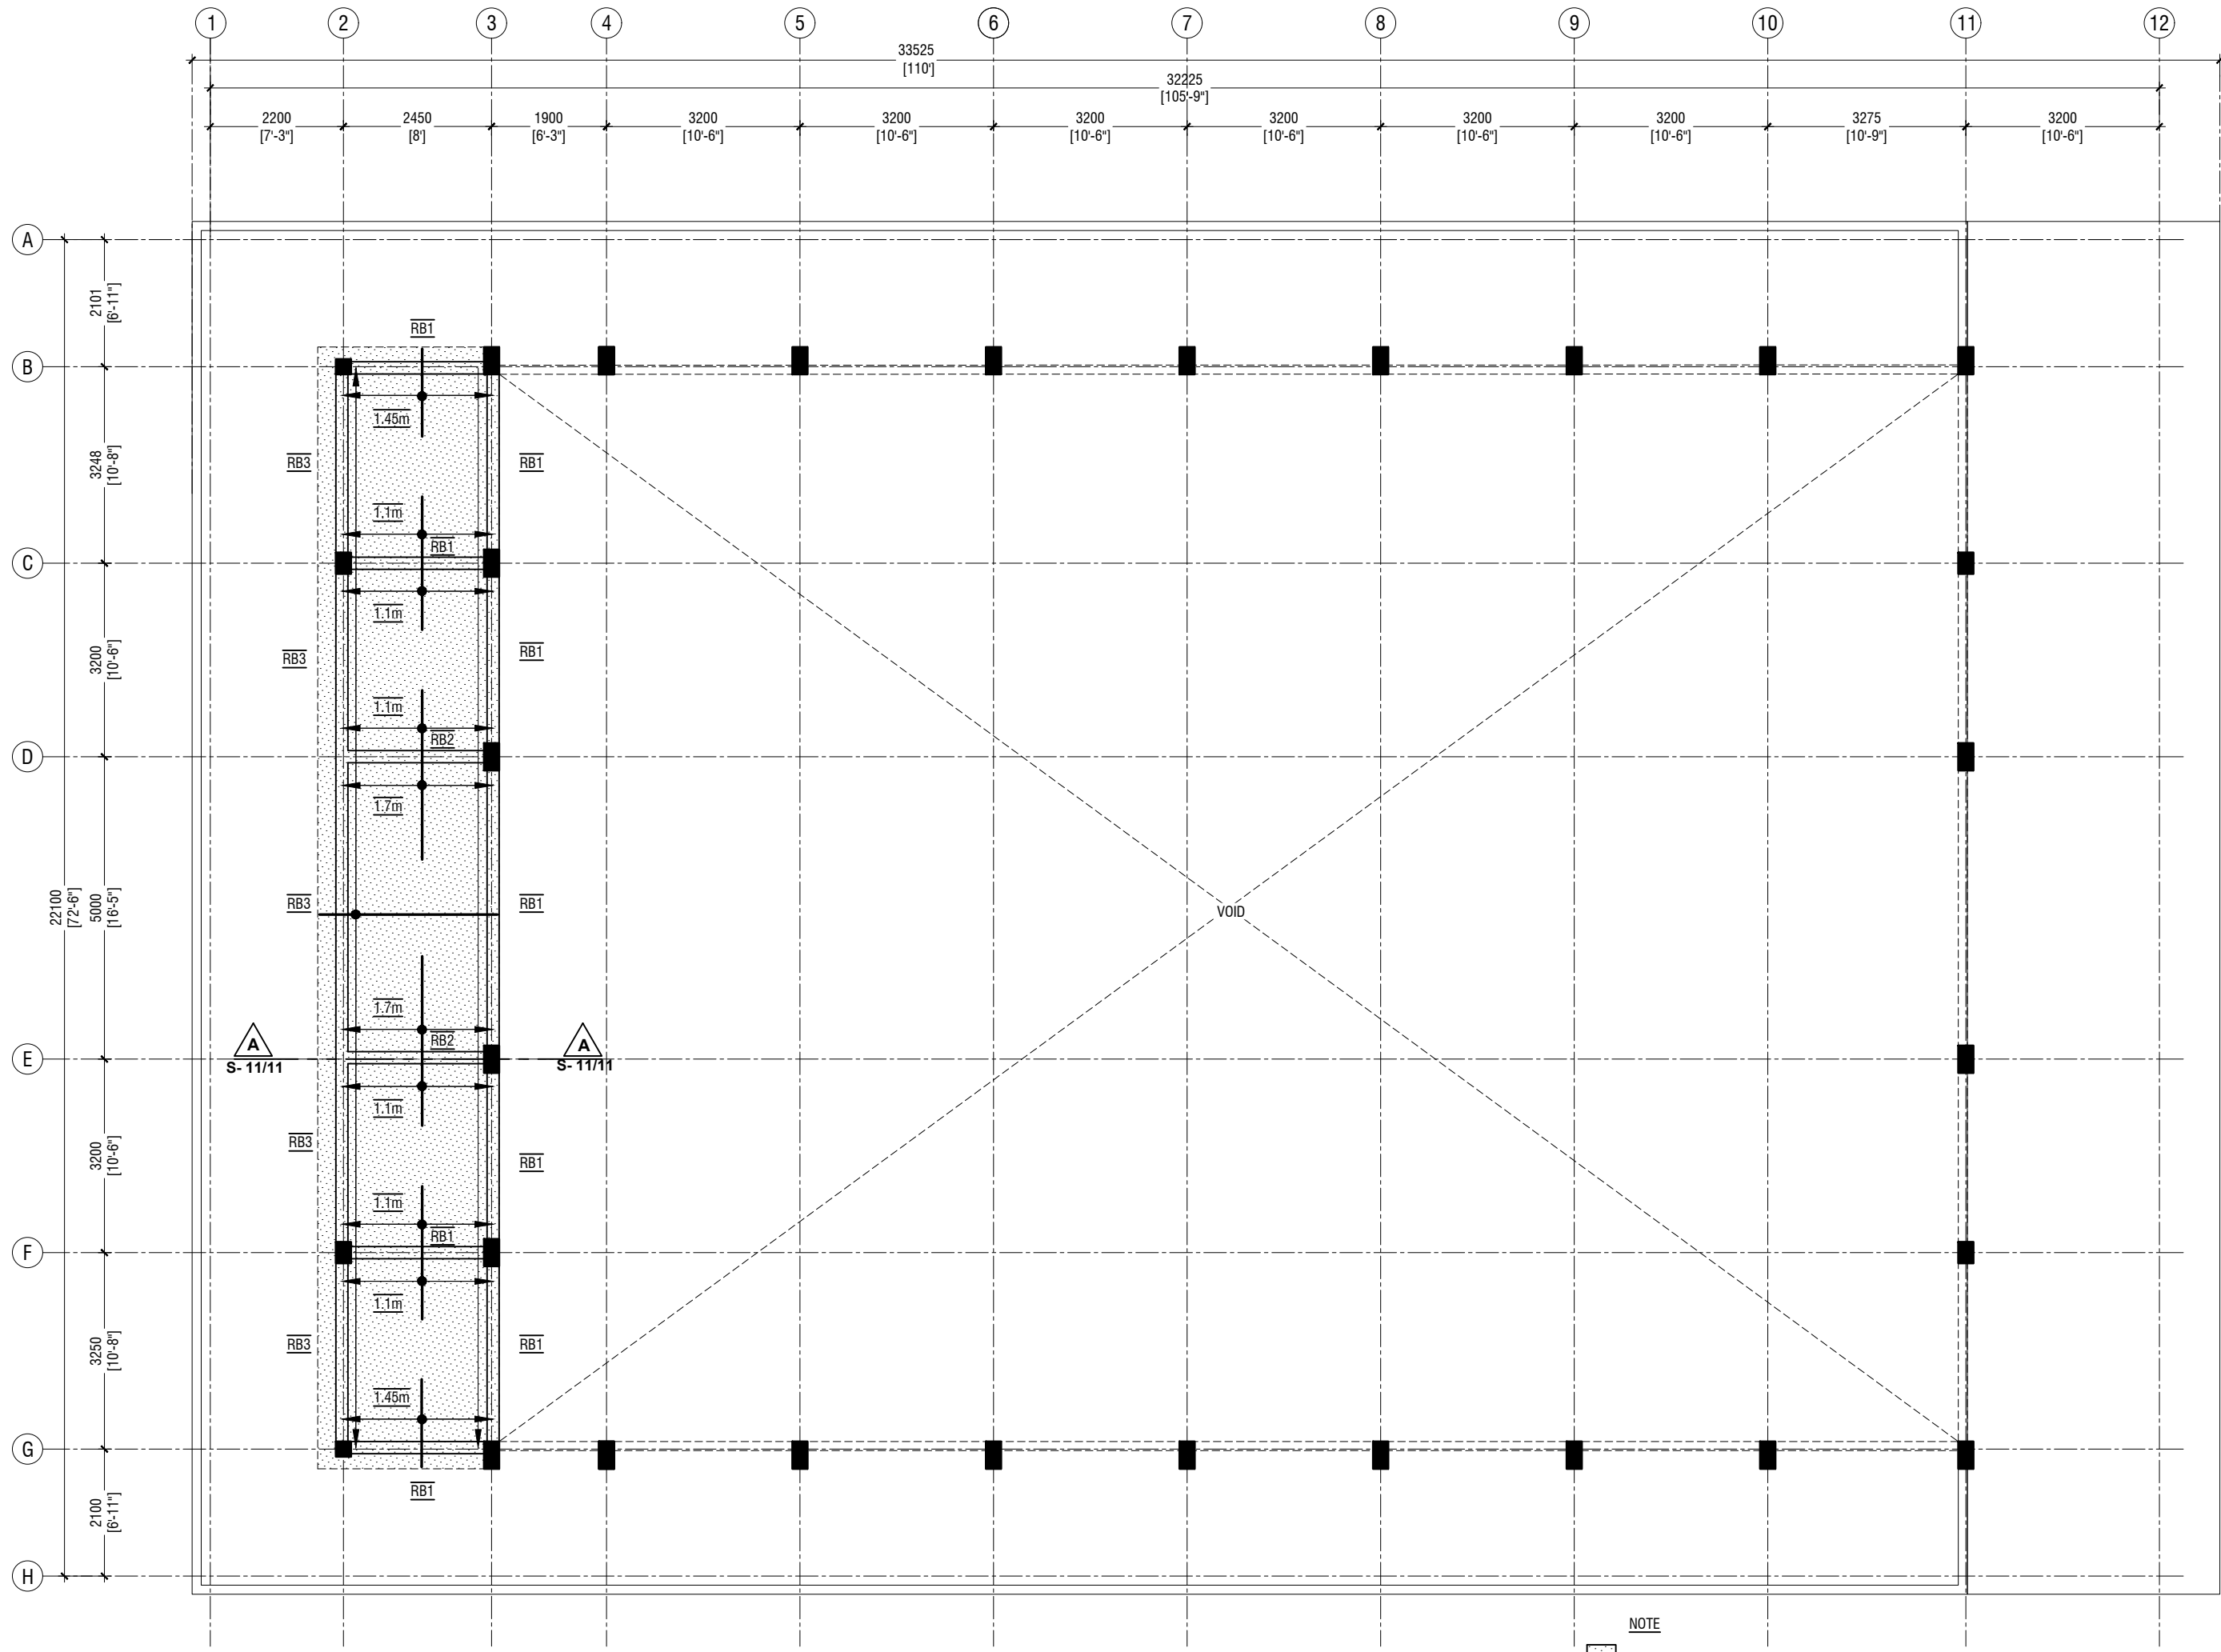 1 2 3 4 5 6 7 8 9 10 11 12
33525
[110']
32225
[105'-9"]
2200 2450 1900 3200 3200 3200 3200 3200 3200 3275 3200
[7'-3"] [8'] [6'-3"] [10'-6"] [10'-6"] [10'-6"] [10'-6"] [10'-6"] [10'-6"] [10'-9"] [10'-6"]
A
2101
[6'-11"]
RB1
B
1.45m
3248
[10'-8"]
RB3 RB1
1.1m
RB1
C
1.1m
3200
[10'-6"]
RB3 RB1
1.1m
RB2
D
1.7m
22100
[72'-6"]
5000
[16'-5"]
RB3 RB1
VOID
1.7m
RB2
A A
S- 11/11 S- 11/11
E
1.1m
3200
[10'-6"]
RB3 RB1
1.1m
RB1
F
1.1m
3250
[10'-8"]
RB3 RB1
1.45m
G
RB1
2100
[6'-11"]
H
NOTE